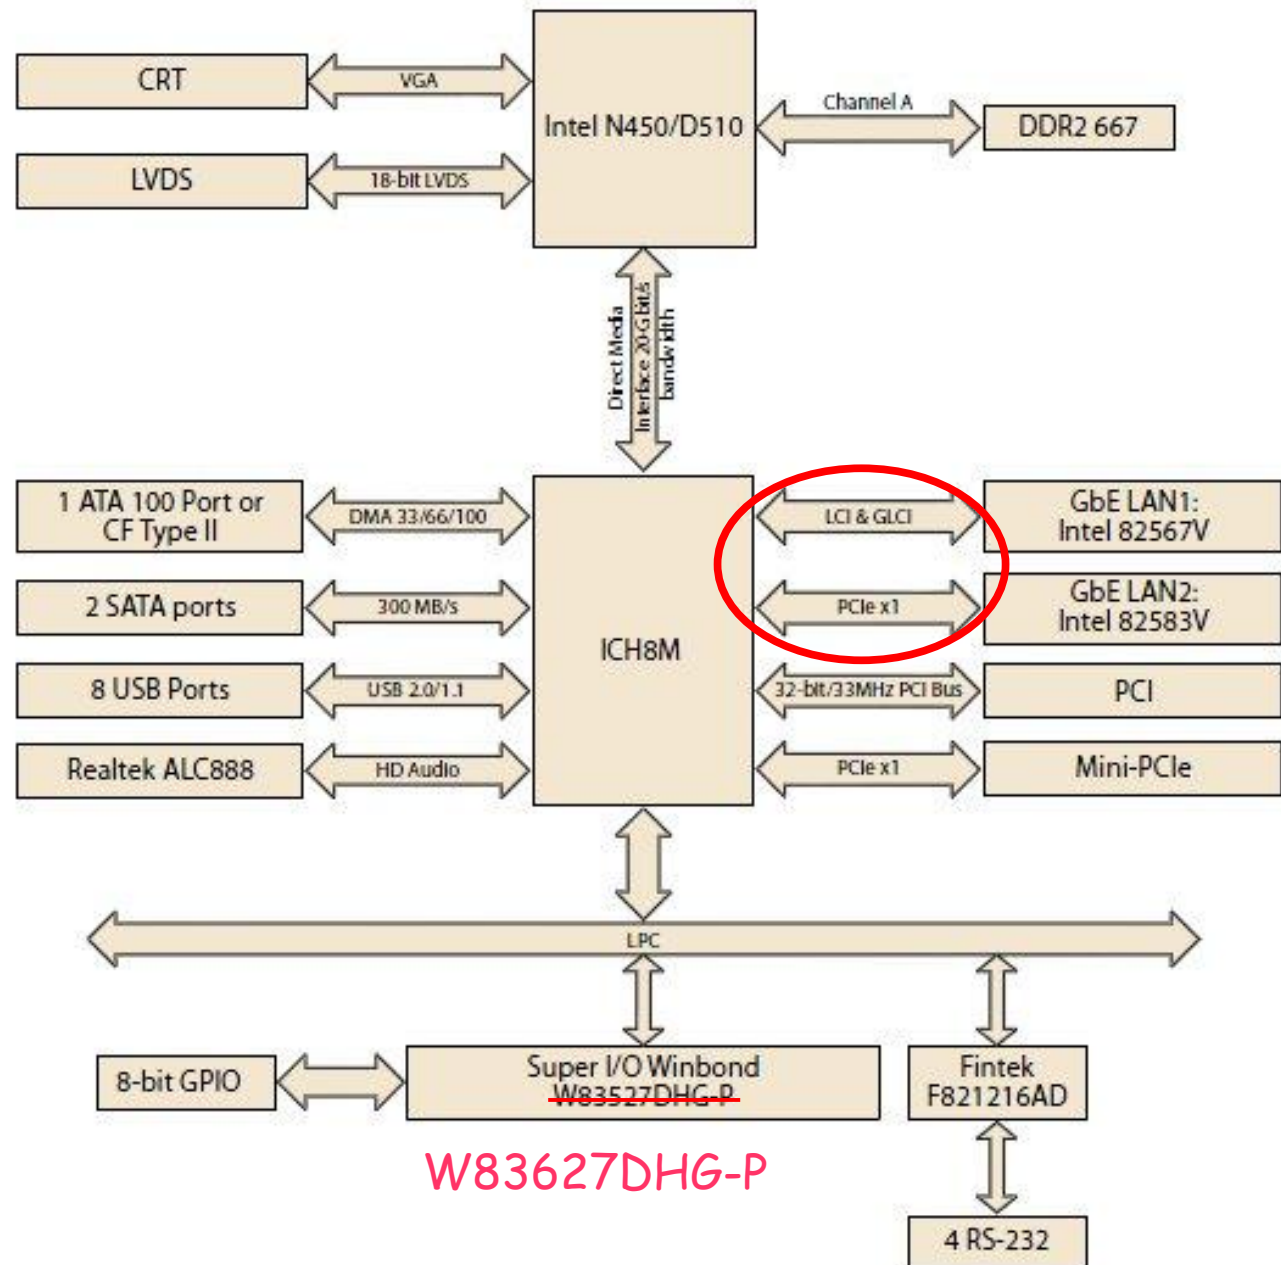 CRT
VGA
Intel N450/D510
Channel A
DDR2 667
LVDS
18-bit LVDS
Direct Media
Interface 20-Gbit/s
bandwidth
1 ATA 100 Port or
CF Type II
DMA 33/66/100
LCI & GLCI
GbE LAN1:
Intel 82567V
2 SATA ports
300 MB/s
ICH8M
PCIe x1
GbE LAN2:
Intel 82583V
8 USB Ports
USB 2.0/1.1
32-bit/33MHz PCI Bus
PCI
Realtek ALC888
HD Audio
PCIe x1
Mini-PCIe
LPC
8-bit GPIO
Super I/O Winbond
W83527DHG-P
Fintek
F821216AD
W83627DHG-P
4 RS-232